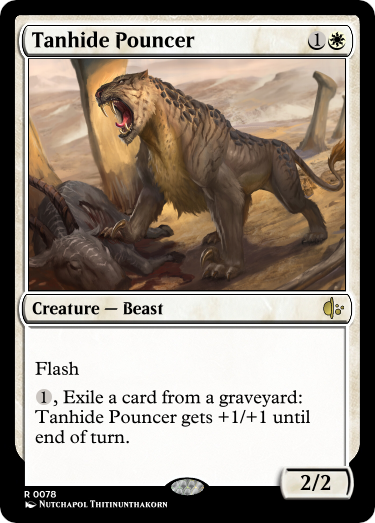 Tanhide Pouncer 1
Creature — Beast
Flash
1, Exile a card from a graveyard:
Tanhide Pouncer gets +1/+1 until
end of turn.
2/2
R 0078
Nutchapol Thitinunthakorn